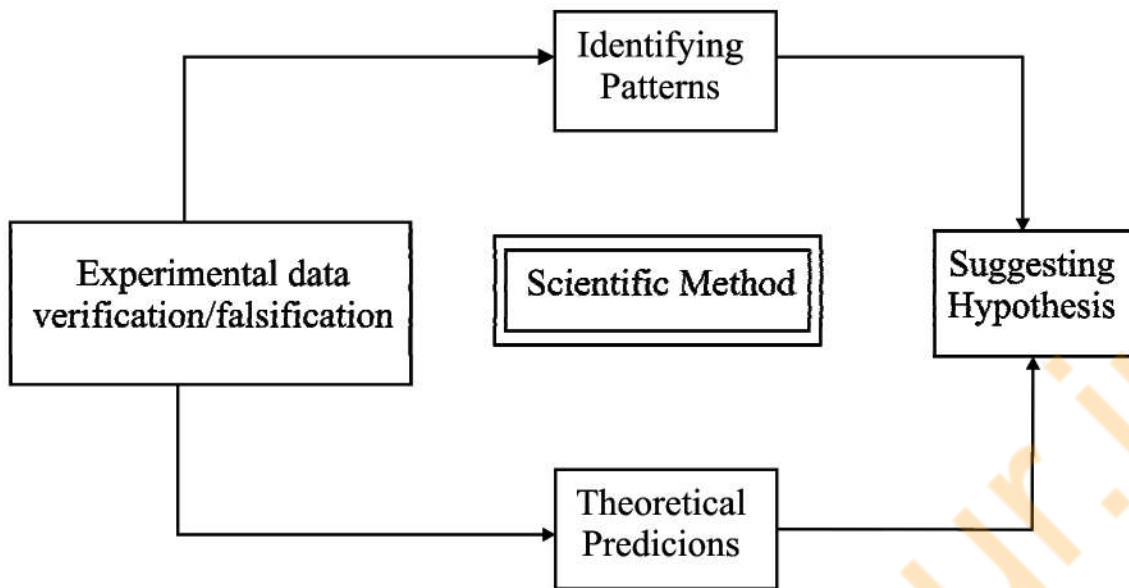 Identifying
Patterns
Experimental data
verification/falsification
Scientific Method
Suggesting
Hypothesis
Theoretical
Predicions